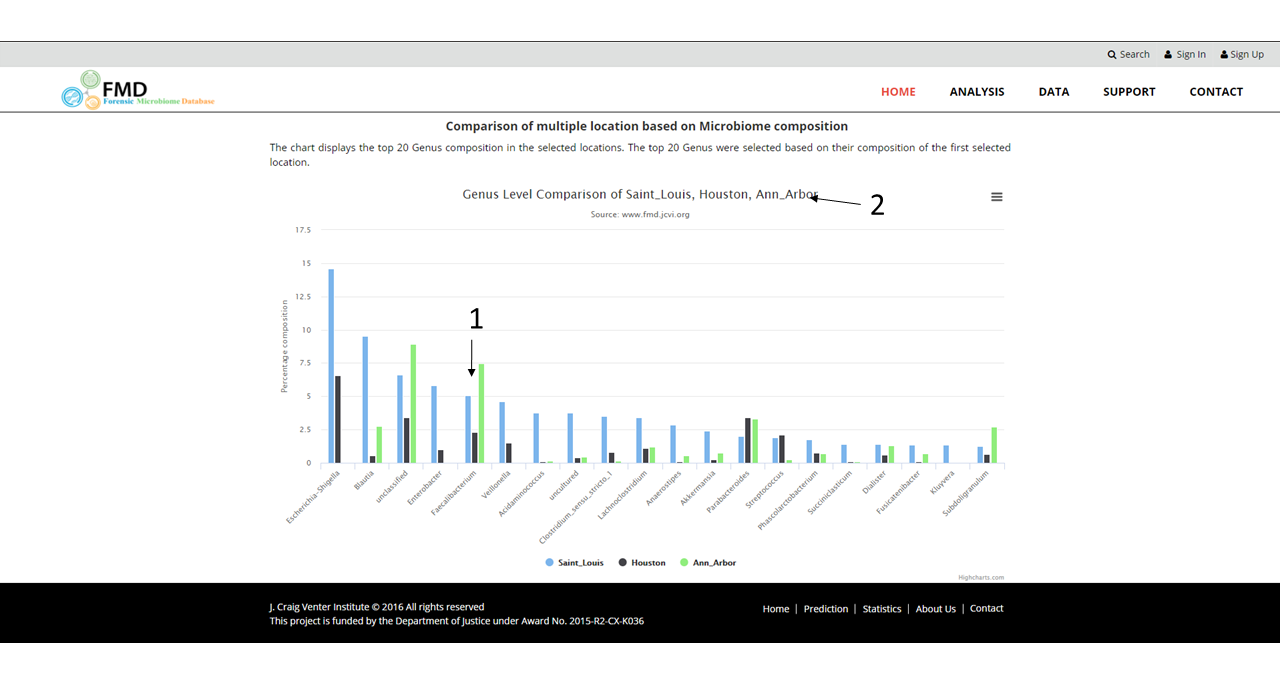 Search Sign In Sign Up
FMD
Forensic Microbiome Database
HOME ANALYSIS DATA SUPPORT CONTACT
Comparison of multiple location based on Microbiome composition
The chart displays the top 20 Genus composition in the selected locations. The top 20 Genus were selected based on their composition of the first selected
location.
Genus Level Comparison of Saint_Louis, Houston, Ann_Arbor
2
Source: www.fmd.jcvi.org
Percentage composition
17.5
15
12.5
10
7.5
5
2.5
0
1
Escherichia-Shigella
Blautia
unclassified
Enterobacter
Faecalibacterium
Veillonella
Acidaminococcus
uncultured
Clostridium_sensu_stricto_1
Lachnoclostridium
Anaerostipes
Akkermansia
Parabacteroides
Streptococcus
Phascolarctobacterium
Succiniclasticum
Dialister
Fusicatenibacter
Kluyvera
Subdoligranulum
Saint_Louis Houston Ann_Arbor
Highcharts.com
J. Craig Venter Institute © 2016 All rights reserved
This project is funded by the Department of Justice under Award No. 2015-R2-CX-K036
Home | Prediction | Statistics | About Us | Contact